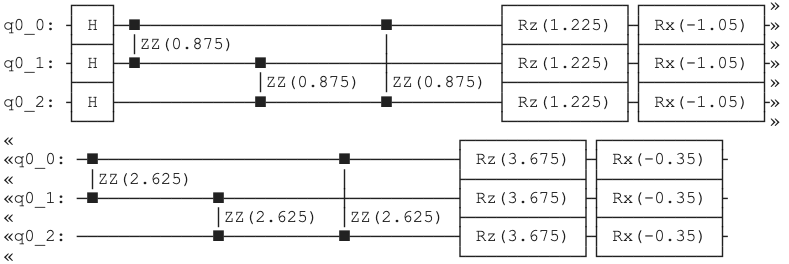 »
q0_0: H Rz(1.225) Rx(-1.05) »
ZZ(0.875) »
q0_1: H Rz(1.225) Rx(-1.05) »
ZZ(0.875) ZZ(0.875) »
q0_2: H Rz(1.225) Rx(-1.05) »
»
«
«q0_0: Rz(3.675) Rx(-0.35)
« ZZ(2.625)
«q0_1: Rz(3.675) Rx(-0.35)
« ZZ(2.625) ZZ(2.625)
«q0_2: Rz(3.675) Rx(-0.35)
«